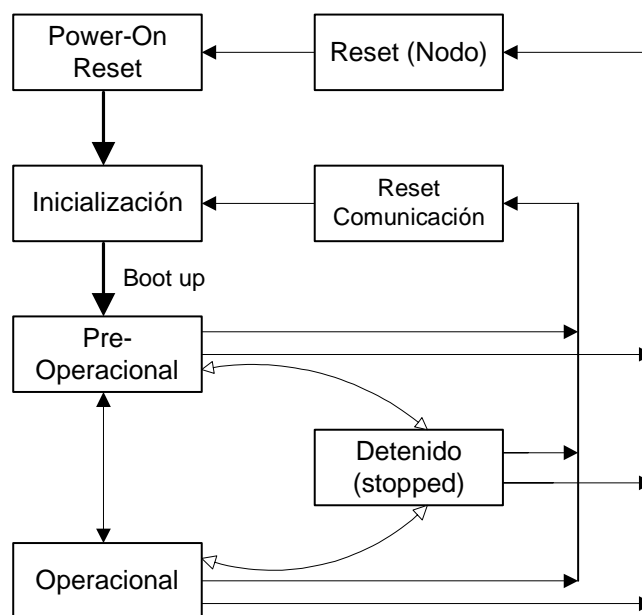 Power-On
Reset
Reset (Nodo)
Inicialización
Reset
Comunicación
Boot up
Pre-
Operacional
Detenido
(stopped)
Operacional